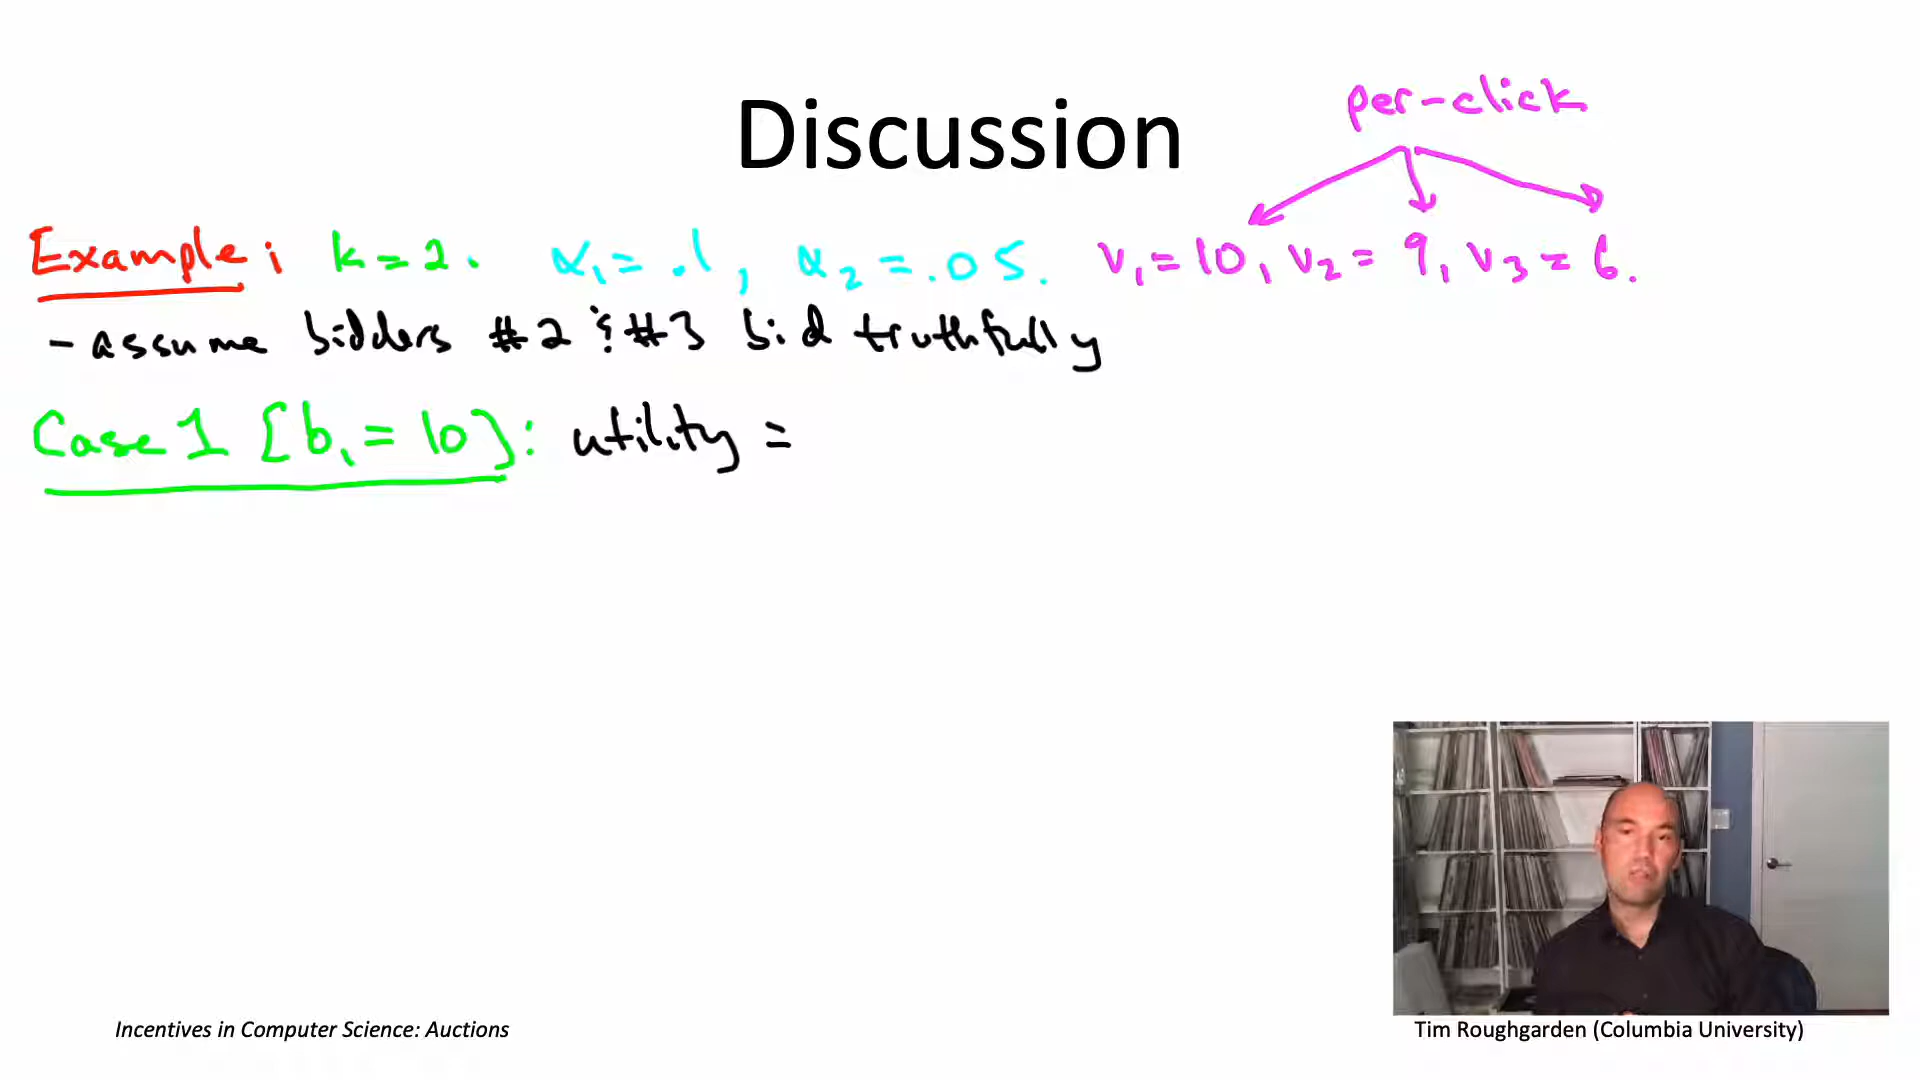 Discussion
per-click
Example: k=2. α₁=.1, α₂=.05. v₁=10, v₂=9, v₃=6.
- assume bidders #2 & #3 bid truthfully
Case 1 [b₁=10]: utility =
Incentives in Computer Science: Auctions
Tim Roughgarden (Columbia University)